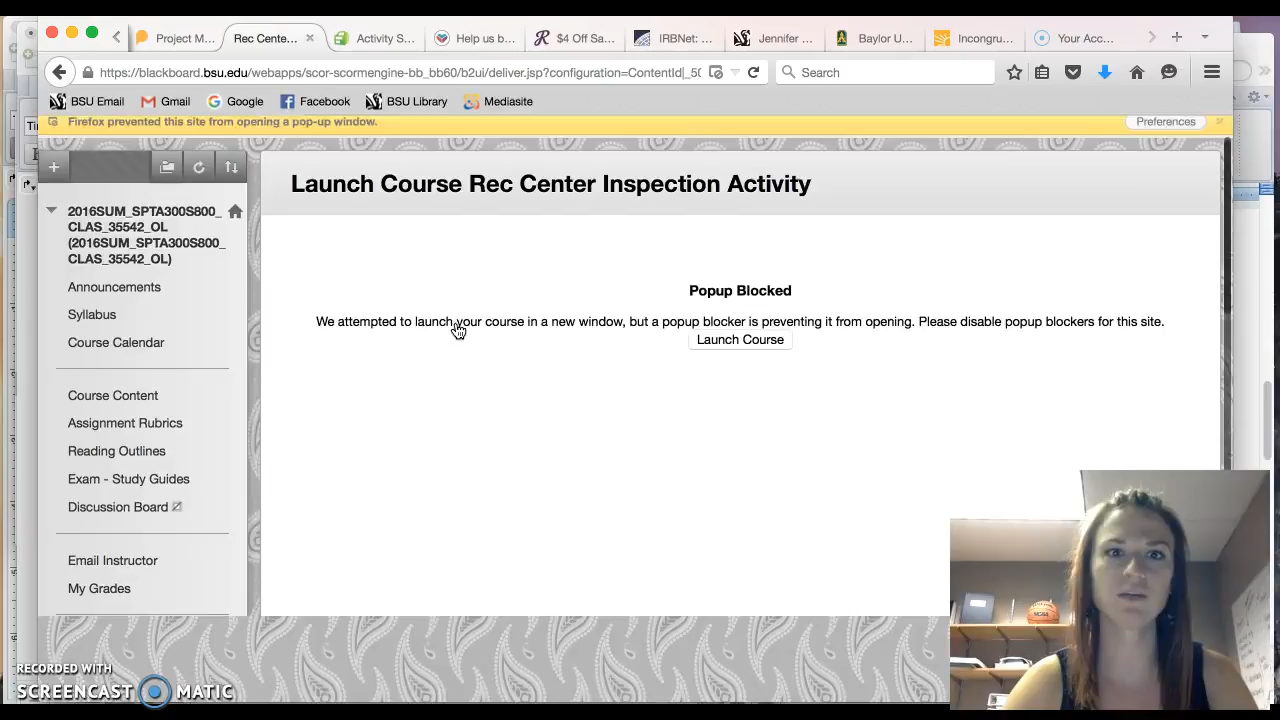 Project M...
Rec Cente...
Activity S...
Help us b...
$4 Off Sa...
IRBNet: ...
Jennifer ...
Baylor U...
Incongru...
Your Acc...
https://blackboard.bsu.edu/webapps/scor-scormengine-bb_bb60/b2ui/deliver.jsp?configuration=ContentId|_50
Search
BSU Email
Gmail
Google
Facebook
BSU Library
Mediasite
Firefox prevented this site from opening a pop-up window.
Preferences
Launch Course Rec Center Inspection Activity
2016SUM_SPTA300S800_
CLAS_35542_OL
(2016SUM_SPTA300S800_
CLAS_35542_OL)
Announcements
Syllabus
Course Calendar
Course Content
Assignment Rubrics
Reading Outlines
Exam - Study Guides
Discussion Board
Email Instructor
My Grades
Popup Blocked
We attempted to launch your course in a new window, but a popup blocker is preventing it from opening. Please disable popup blockers for this site.
Launch Course
RECORDED WITH
SCREENCAST MATIC